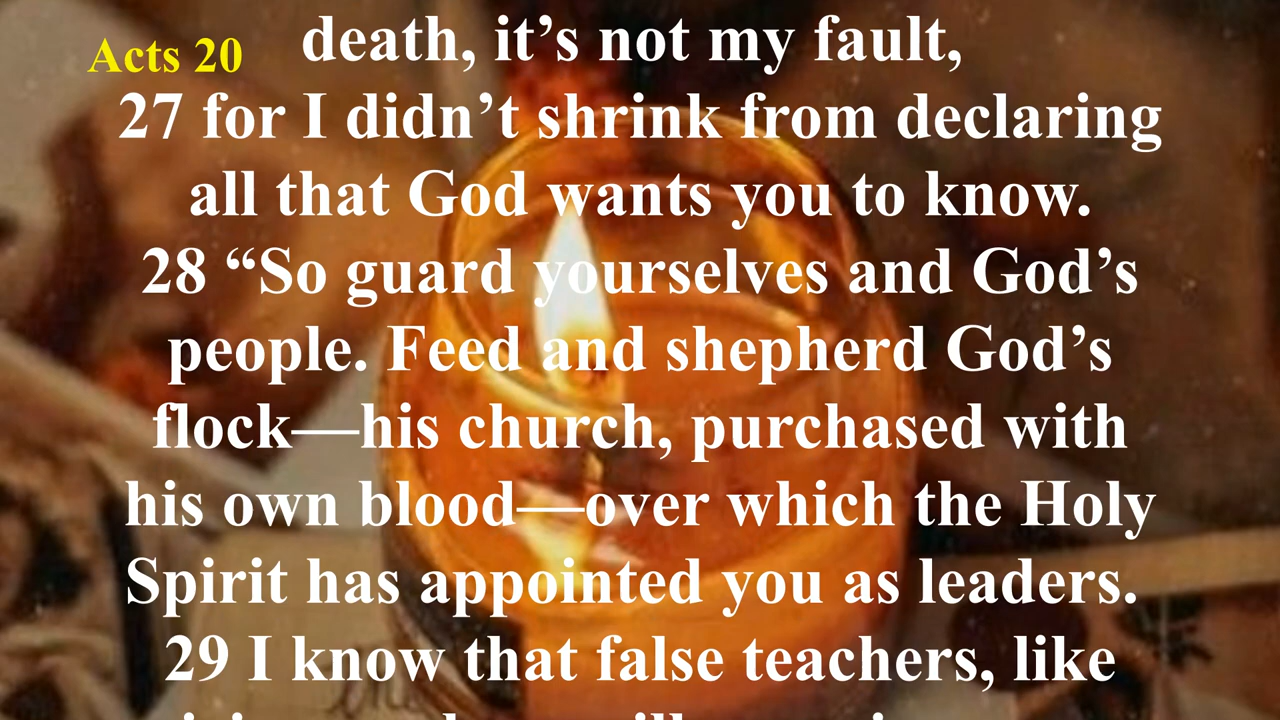 Acts 20
death, it’s not my fault,
27 for I didn’t shrink from declaring
all that God wants you to know.
28 “So guard yourselves and God’s
people. Feed and shepherd God’s
flock—his church, purchased with
his own blood—over which the Holy
Spirit has appointed you as leaders.
29 I know that false teachers, like